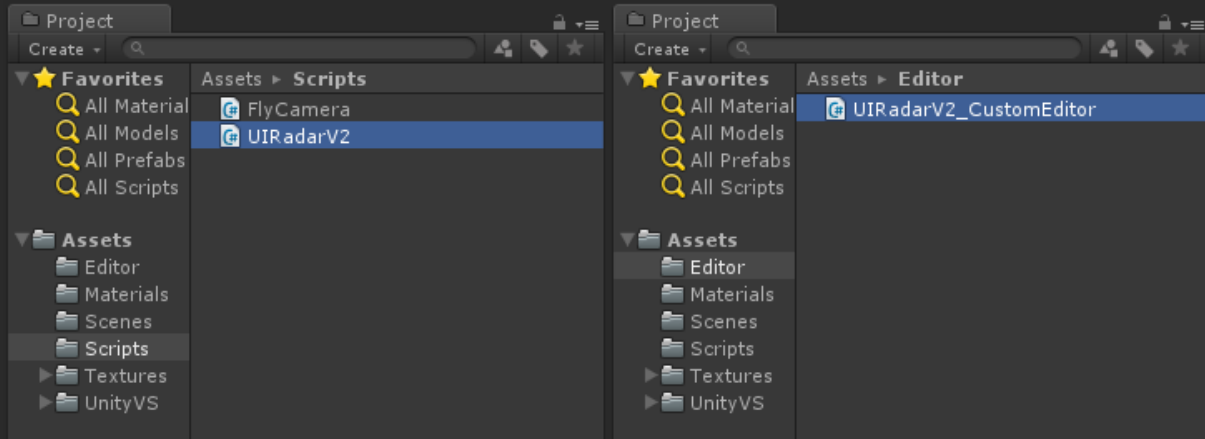 Project
Create
Favorites
All Material
All Models
All Prefabs
All Scripts
Assets
Editor
Materials
Scenes
Scripts
Textures
UnityVS
Assets ▸ Scripts
FlyCamera
UIRadarV2
Project
Create
Favorites
All Material
All Models
All Prefabs
All Scripts
Assets
Editor
Materials
Scenes
Scripts
Textures
UnityVS
Assets ▸ Editor
UIRadarV2_CustomEditor